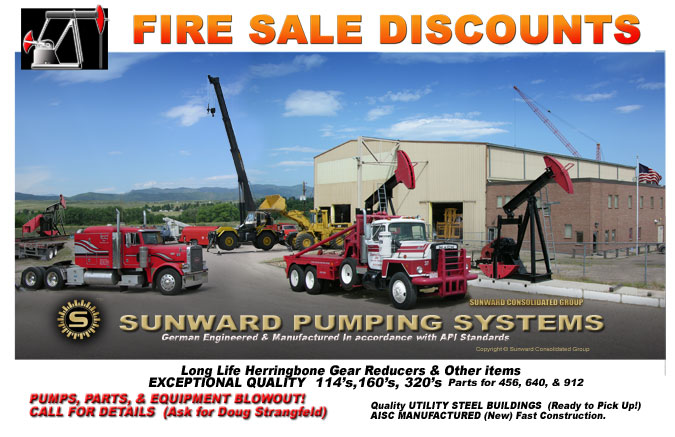 FIRE SALE DISCOUNTS
SUNWARD CONSOLIDATED GROUP
S
SUNWARD PUMPING SYSTEMS
German Engineered & Manufactured In accordance with API Standards
Copyright © Sunward Consolidated Group
Long Life Herringbone Gear Reducers & Other items
EXCEPTIONAL QUALITY 114's,160's, 320's Parts for 456, 640, & 912
PUMPS, PARTS, & EQUIPMENT BLOWOUT!
CALL FOR DETAILS (Ask for Doug Strangfeld)
Quality UTILITY STEEL BUILDINGS (Ready to Pick Up!)
AISC MANUFACTURED (New) Fast Construction.